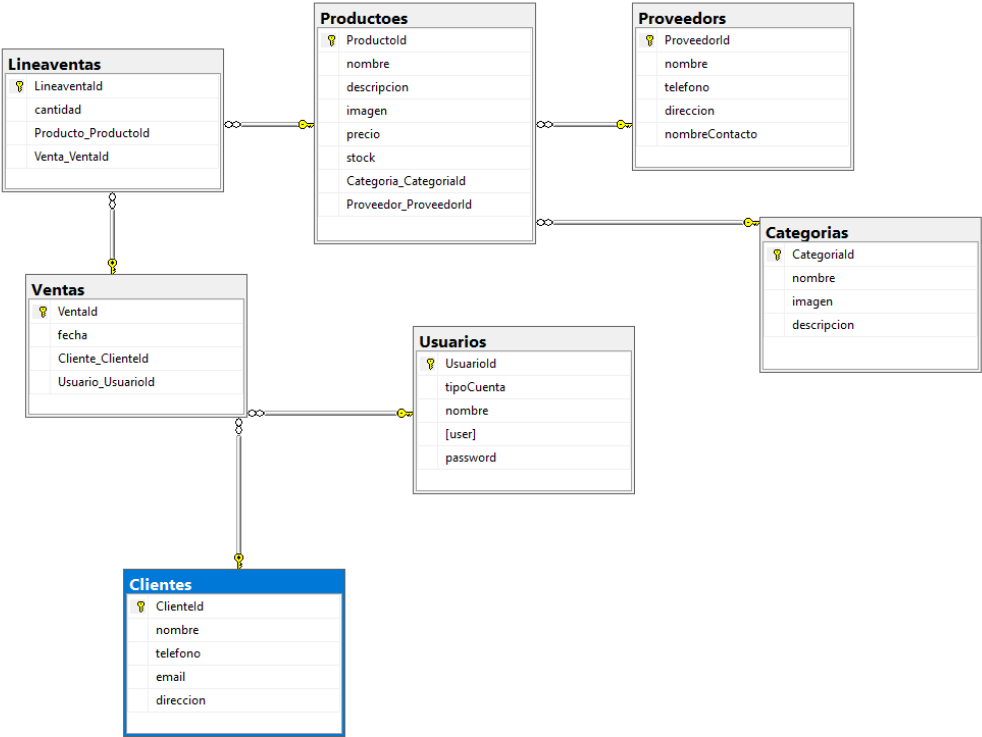 Productoes
ProductoId
nombre
descripcion
imagen
precio
stock
Categoria_CategoriaId
Proveedor_ProveedorId
Proveedors
ProveedorId
nombre
telefono
direccion
nombreContacto
Lineaventas
LineaventaId
cantidad
Producto_ProductoId
Venta_VentaId
Categorias
CategoriaId
nombre
imagen
descripcion
Ventas
VentaId
fecha
Cliente_ClienteId
Usuario_UsuarioId
Usuarios
UsuarioId
tipoCuenta
nombre
[user]
password
Clientes
ClienteId
nombre
telefono
email
direccion